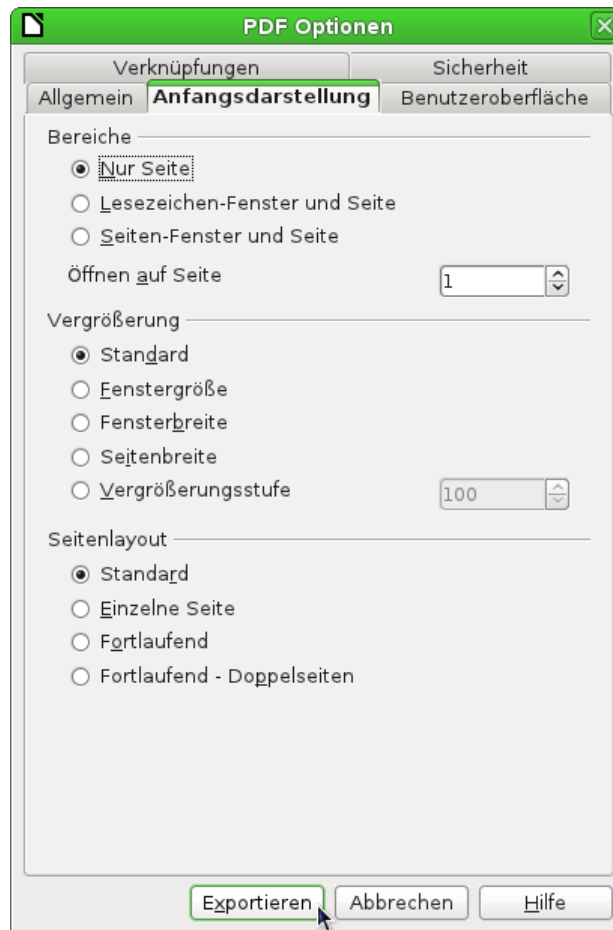 PDF Optionen
Verknüpfungen Sicherheit
Allgemein Anfangsdarstellung Benutzeroberfläche
Bereiche
Nur Seite
Lesezeichen-Fenster und Seite
Seiten-Fenster und Seite
Öffnen auf Seite 1
Vergrößerung
Standard
Fenstergröße
Fensterbreite
Seitenbreite
Vergrößerungsstufe 100
Seitenlayout
Standard
Einzelne Seite
Fortlaufend
Fortlaufend - Doppelseiten
Exportieren Abbrechen Hilfe